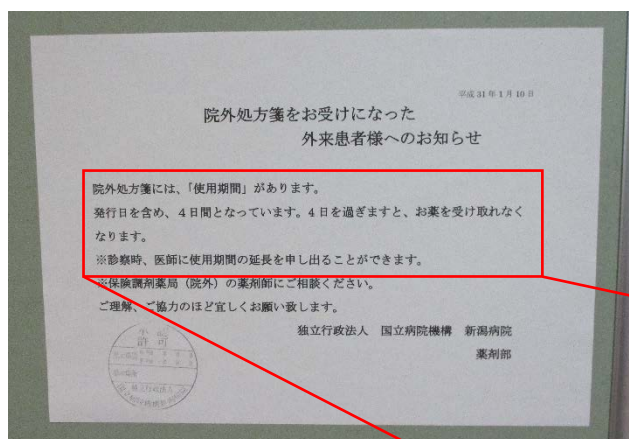 平成31年1月10日
院外処方箋をお受けになった
外来患者様へのお知らせ
院外処方箋には、「使用期間」があります。
発行日を含め、4日間となっています。4日を過ぎますと、お薬を受け取れなく
なります。
※診察時、医師に使用期間の延長を申し出ることができます。
※保険調剤薬局（院外）の薬剤師にご相談ください。
ご理解、ご協力のほど宜しくお願い致します。
独立行政法人　国立病院機構　新潟病院
薬剤部
許可
独立行政法人